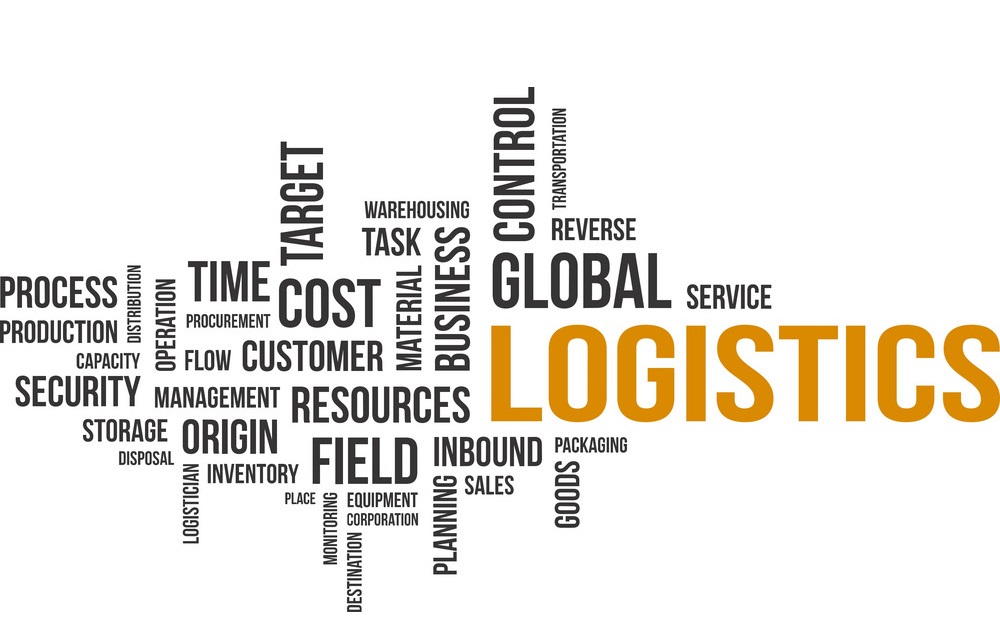 CONTROL
TRANSPORTATION
TARGET
WAREHOUSING
REVERSE
TASK
BUSINESS
GLOBAL
SERVICE
TIME
MATERIAL
DISTRIBUTION
PROCESS
OPERATION
COST
PROCUREMENT
PRODUCTION
LOGISTICS
FLOW
CUSTOMER
CAPACITY
SECURITY
MANAGEMENT
RESOURCES
STORAGE
ORIGIN
FIELD
INBOUND
PACKAGING
DISPOSAL
INVENTORY
LOGISTICIAN
SALES
GOODS
PLACE
MONITORING
EQUIPMENT
PLANNING
CORPORATION
DESTINATION